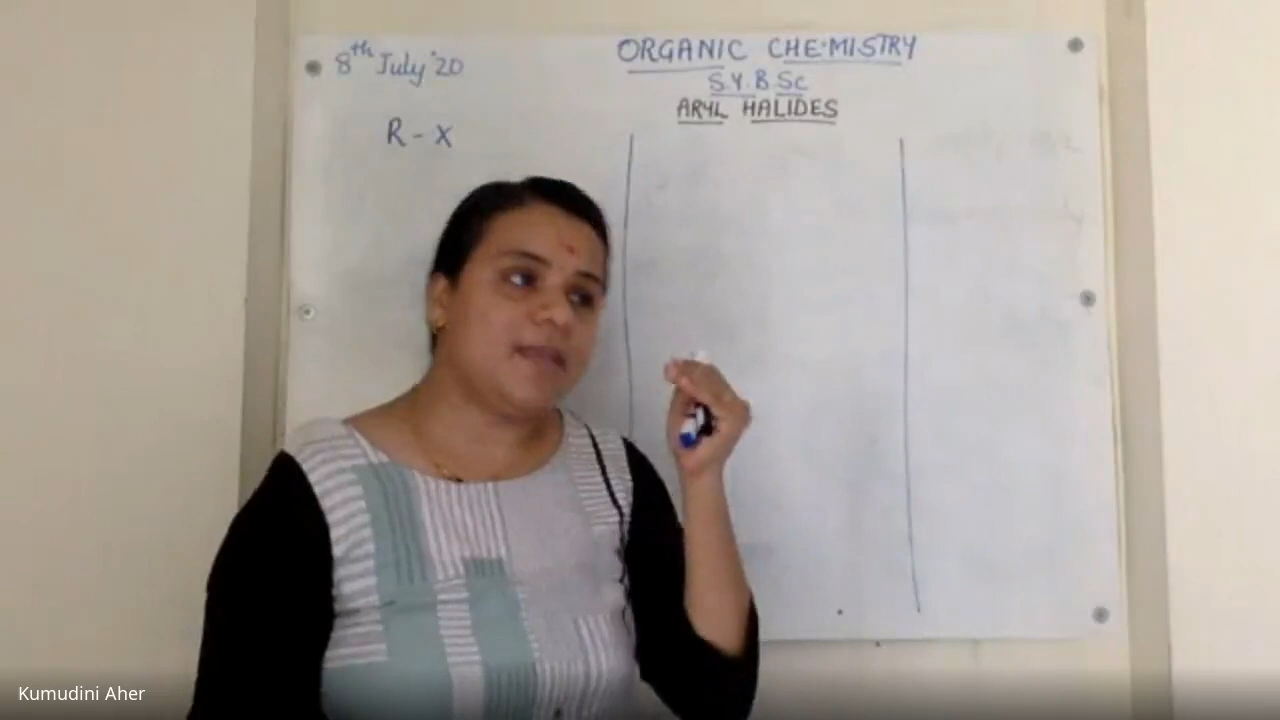 8th July '20
ORGANIC CHEMISTRY
S.Y.B.Sc
ARYL HALIDES
R - X
Kumudini Aher